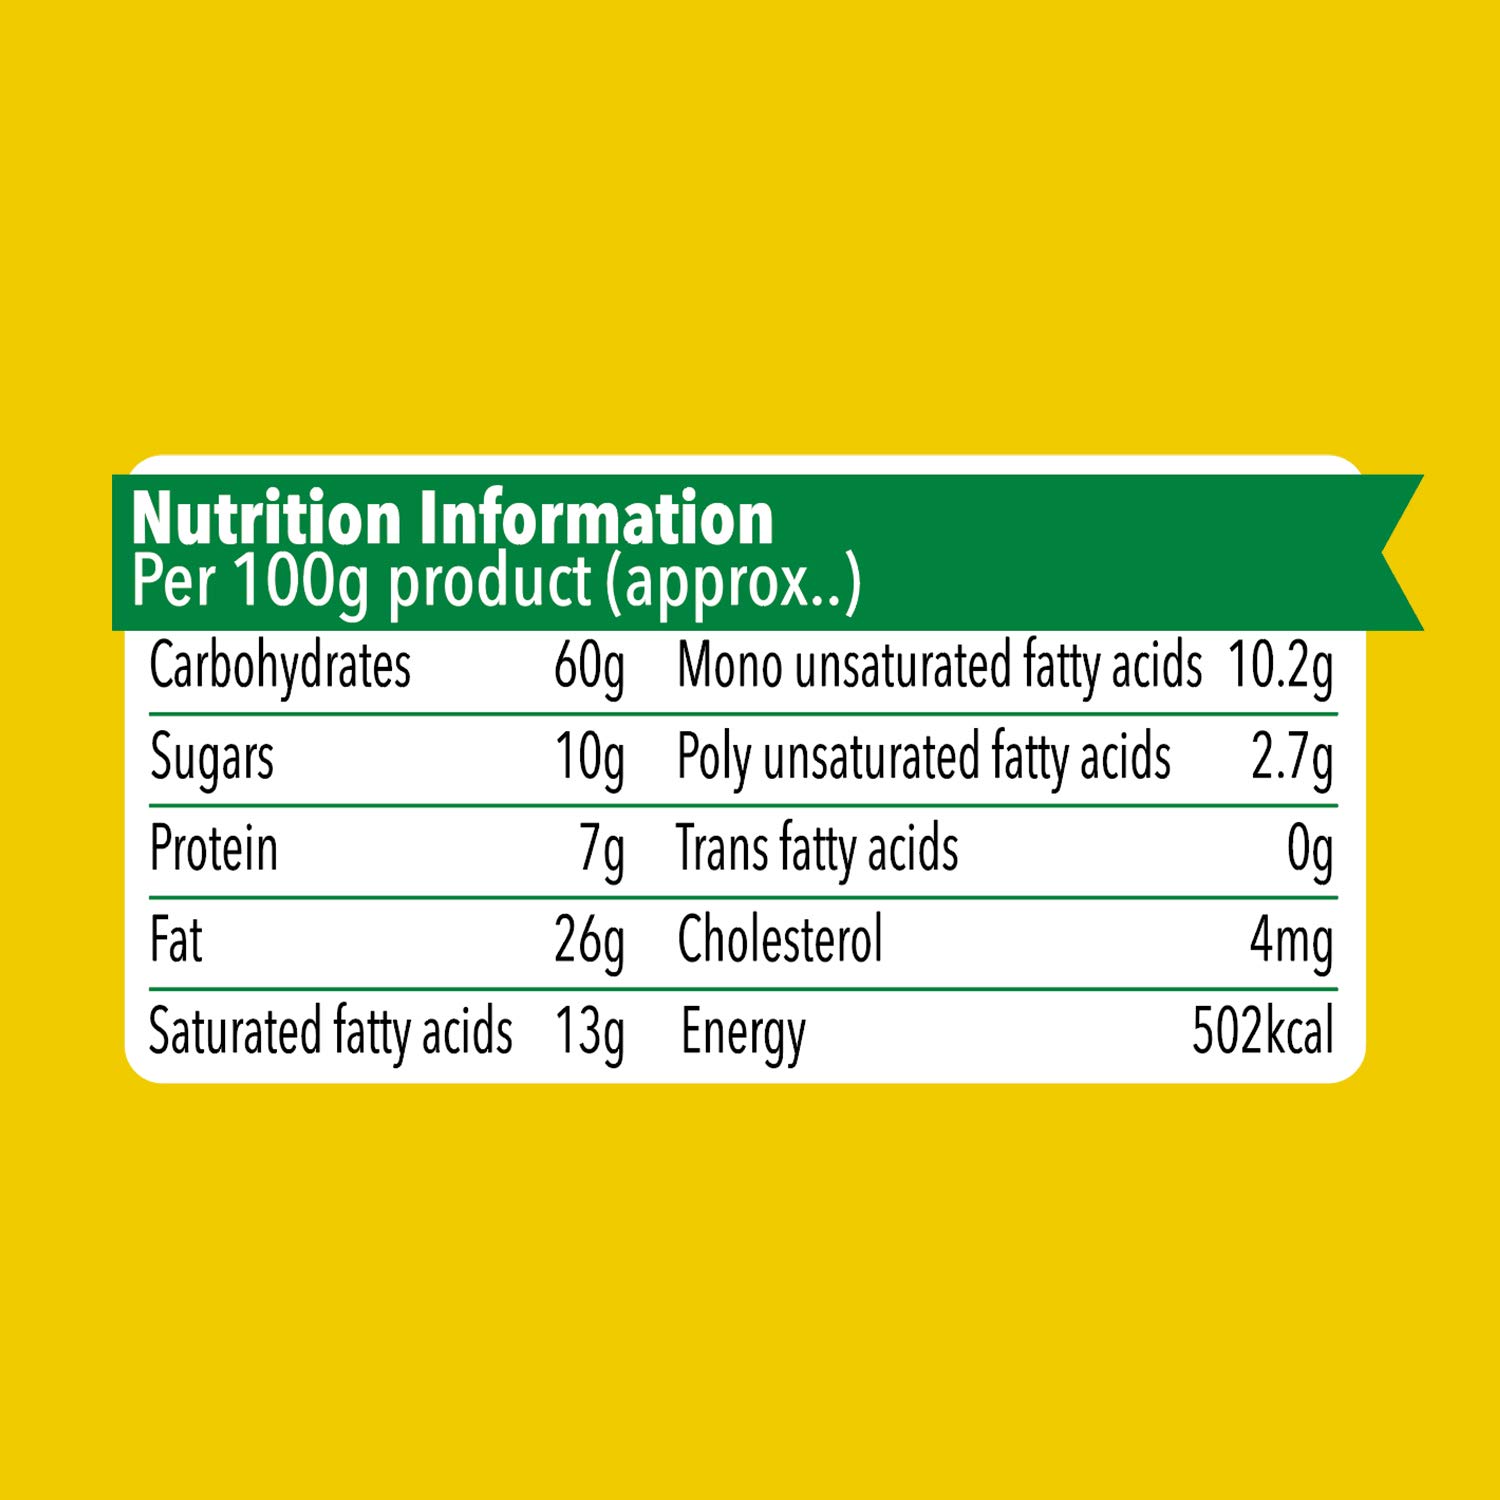 Nutrition Information
Per 100g product (approx..)
Carbohydrates 60g Mono unsaturated fatty acids 10.2g
Sugars 10g Poly unsaturated fatty acids 2.7g
Protein 7g Trans fatty acids 0g
Fat 26g Cholesterol 4mg
Saturated fatty acids 13g Energy 502kcal